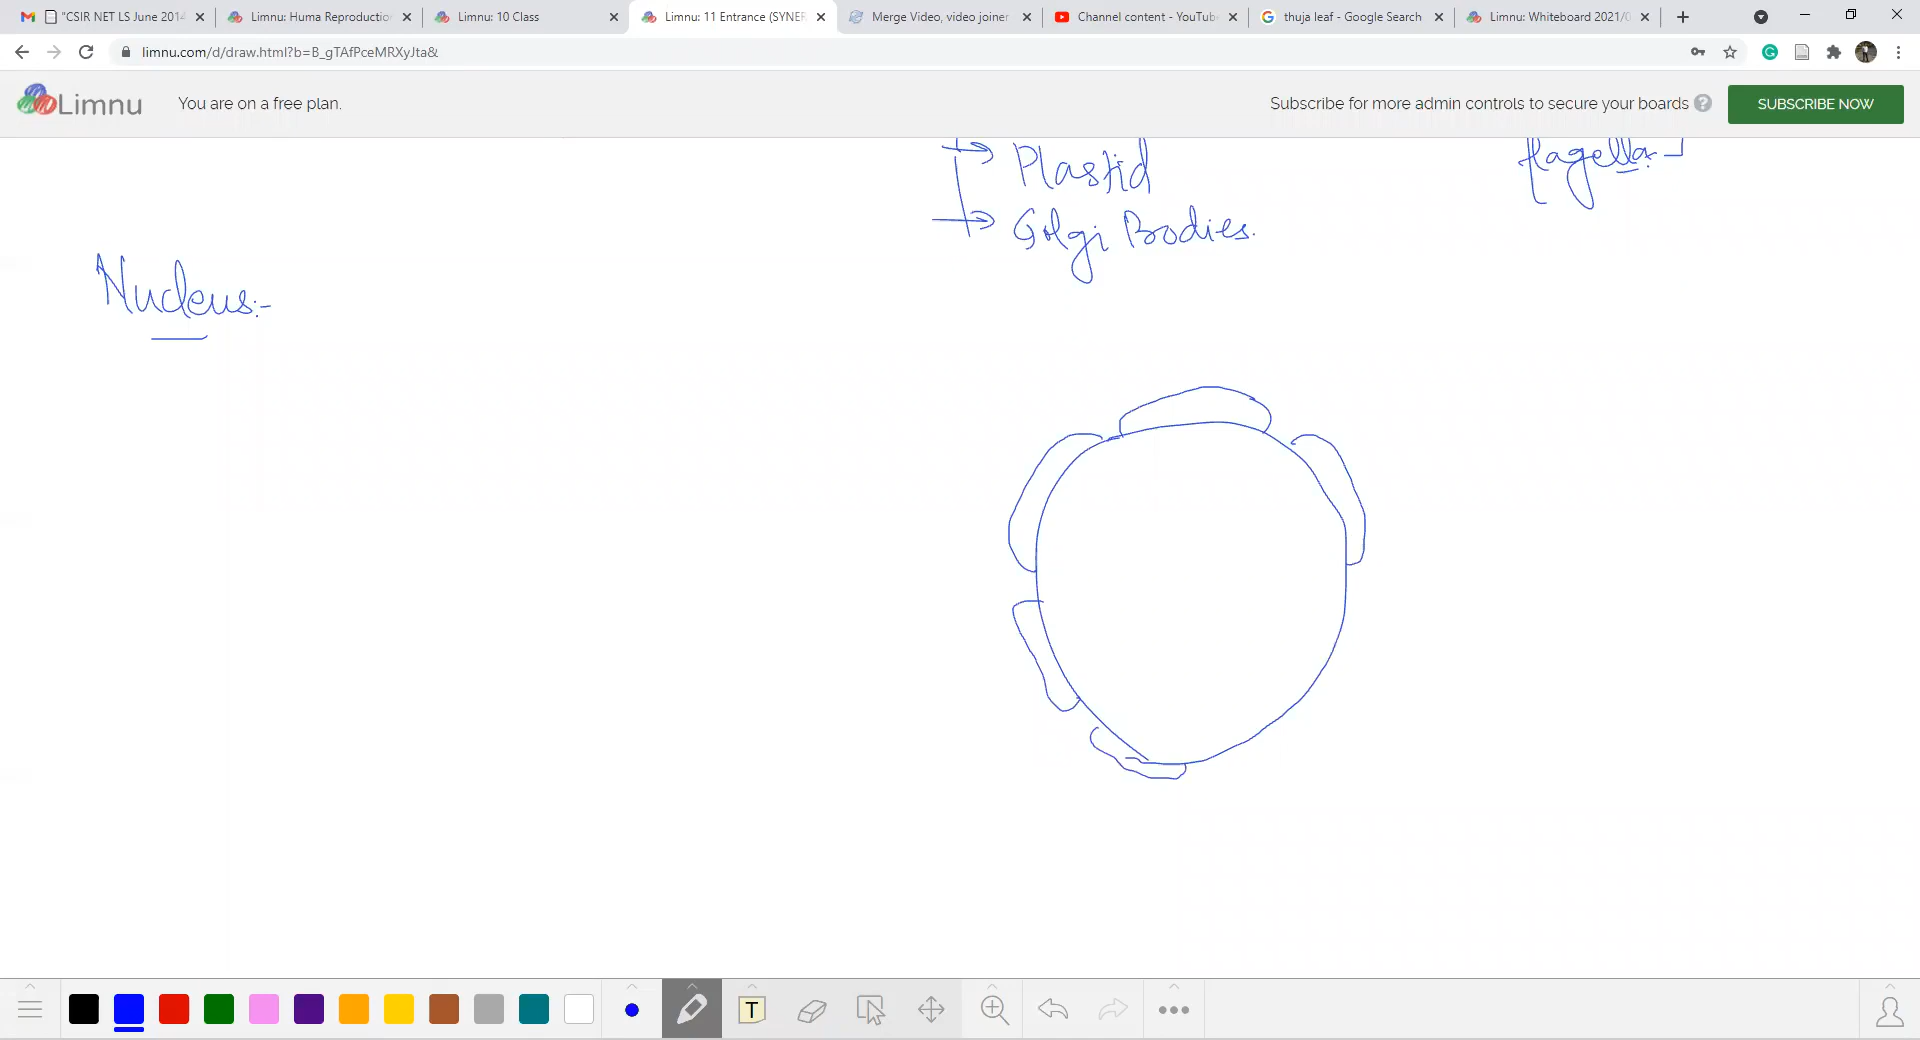 "CSIR NET LS June 2014
Limnu: Huma Reproductio
Limnu: 10 Class
Limnu: 11 Entrance (SYNER
Merge Video, video joiner
Channel content - YouTub
thuja leaf - Google Search
Limnu: Whiteboard 2021/0
limnu.com/d/draw.html?b=B_gTAfPceMRXyJta&
Limnu
You are on a free plan.
Subscribe for more admin controls to secure your boards ?
SUBSCRIBE NOW
Plastid
flagella
Golgi Bodies.
Nucleus:-
T